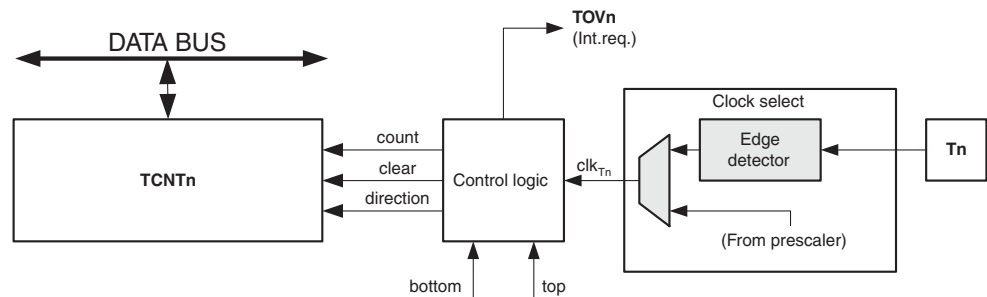 TOVn
(Int.req.)
DATA BUS
Clock select
Edge
detector
Tn
count
clear
direction
TCNTn
Control logic
clkTn
(From prescaler)
bottom
top